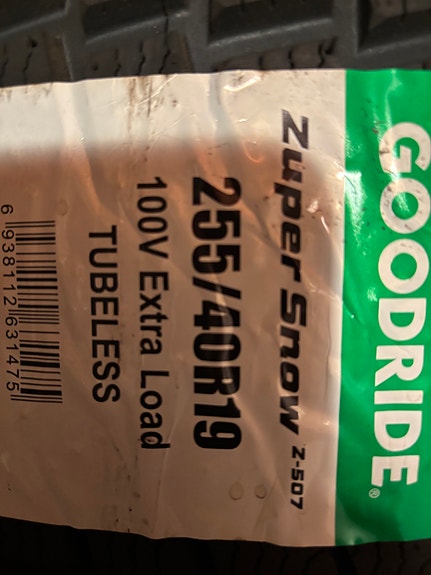 GOODRIDE®
Zuper Snow Z-507
255/40R19
100V Extra Load
TUBELESS
6 938112 631475